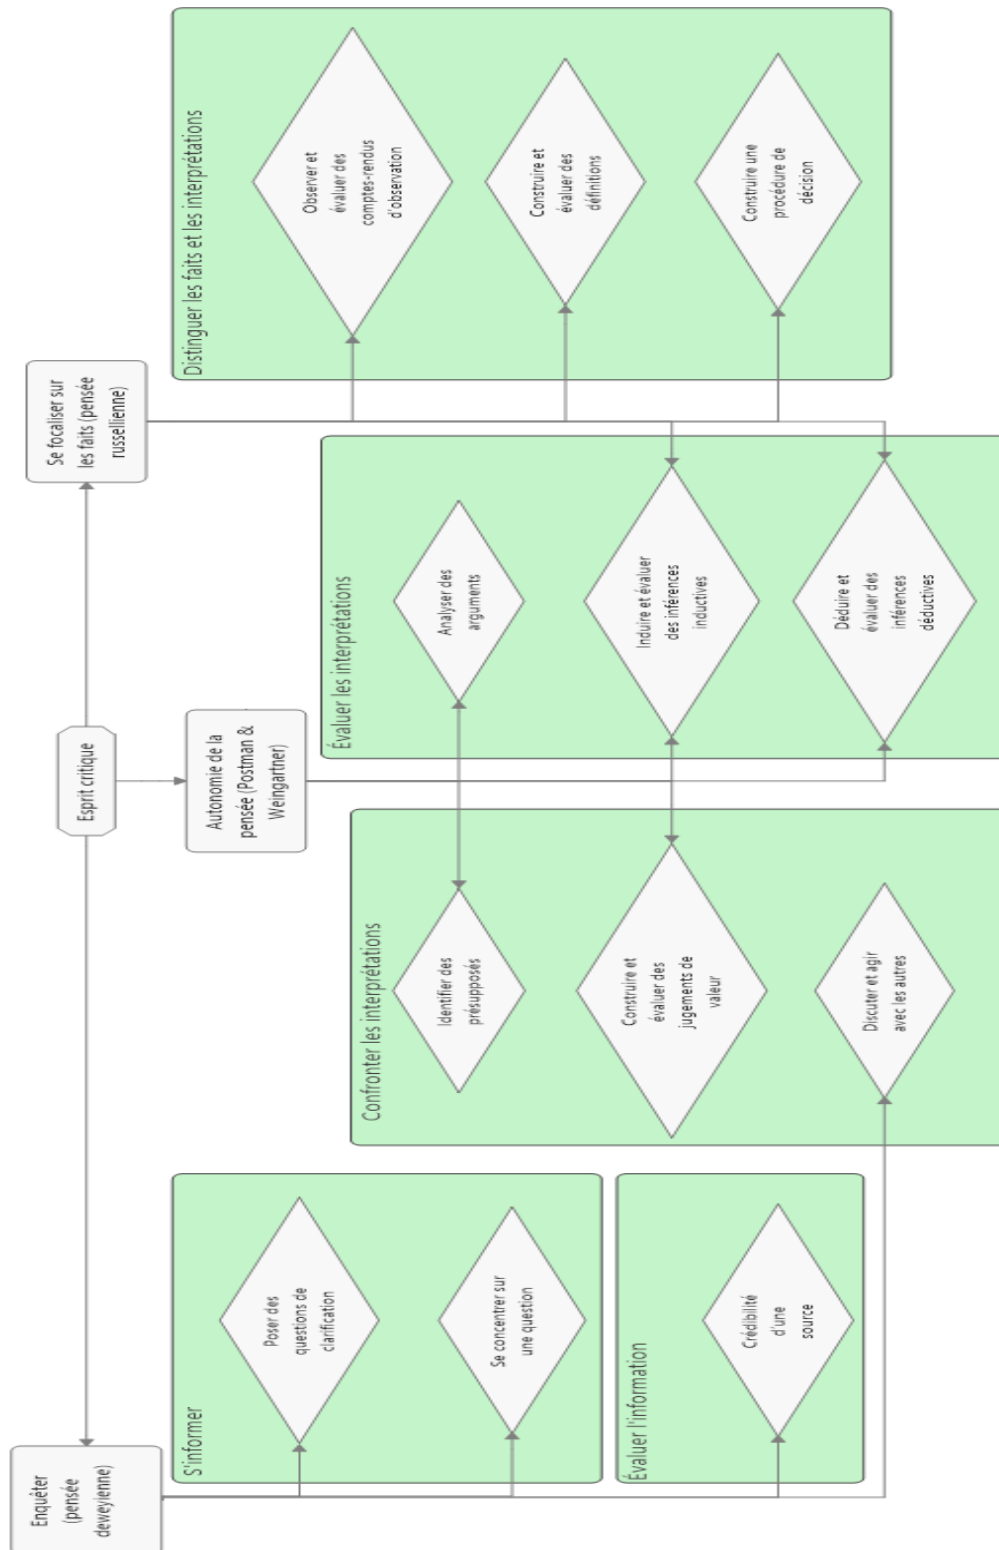 Esprit critique
Enquêter
(pensée
deweyienne)
Autonomie de la
pensée (Postman &
Weingartner)
Se focaliser sur
les faits (pensée
russellienne)
S'informer
Poser des
questions de
clarification
Se concentrer sur
une question
Évaluer l'information
Crédibilité
d'une
source
Confronter les interprétations
Identifier des
présupposés
Construire et
évaluer des
jugements de
valeur
Discuter et agir
avec les autres
Évaluer les interprétations
Analyser des
arguments
Induire et évaluer
des inférences
inductives
Déduire et
évaluer des
inférences
déductives
Distinguer les faits et les interprétations
Observer et
évaluer des
comptes-rendus
d'observation
Construire et
évaluer des
définitions
Construire une
procédure de
décision